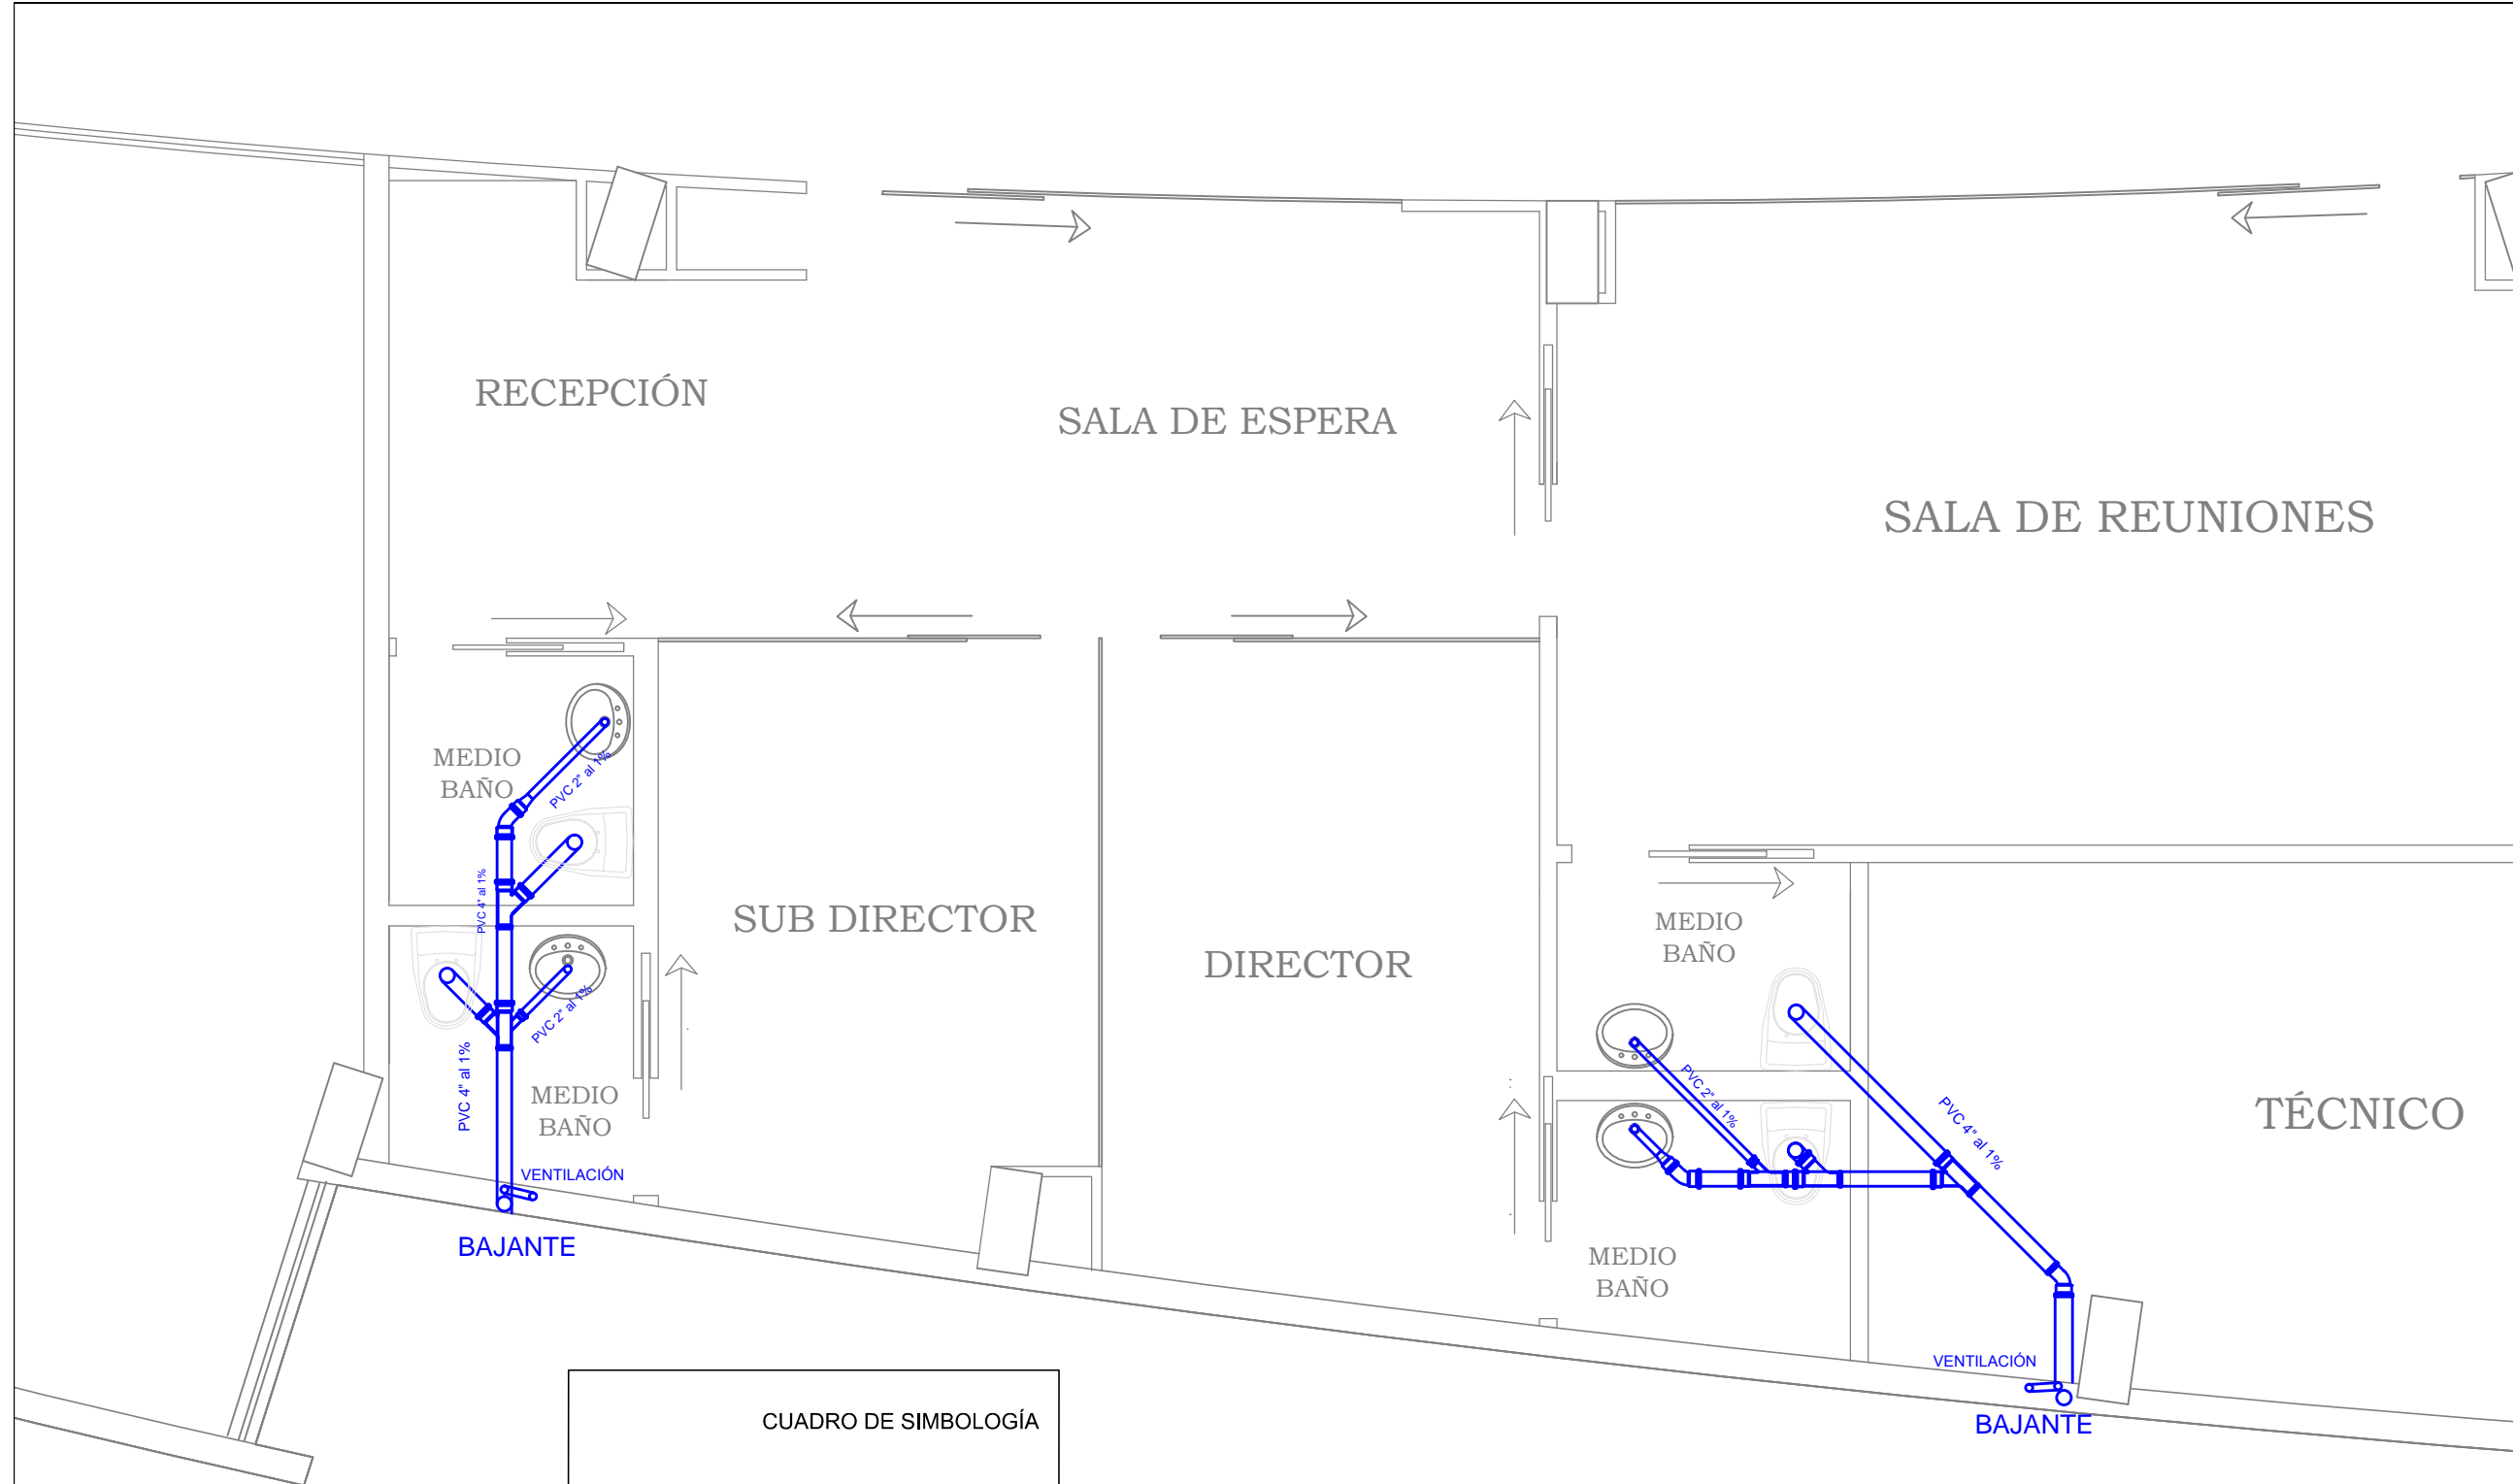 RECEPCIÓN
SALA DE ESPERA
SALA DE REUNIONES
MEDIO
BAÑO
PVC 2" al 1%
PVC 4" al 1%
SUB DIRECTOR
DIRECTOR
MEDIO
BAÑO
PVC 2" al 1%
PVC 4" al 1%
MEDIO
BAÑO
PVC 2" al 1%
PVC 4" al 1%
TÉCNICO
VENTILACIÓN
BAJANTE
MEDIO
BAÑO
VENTILACIÓN
BAJANTE
CUADRO DE SIMBOLOGÍA